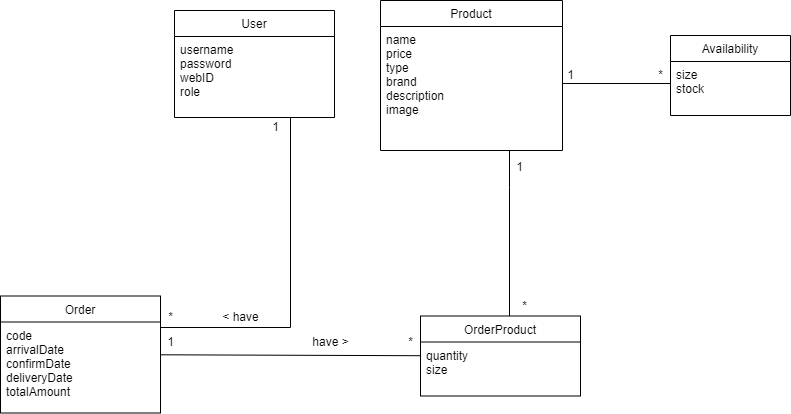 User
username
password
webID
role
1
Product
name
price
type
brand
description
image
1
*
1
Availability
size
stock
Order
code
arrivalDate
confirmDate
deliveryDate
totalAmount
*
< have
1
have >
*
*
OrderProduct
quantity
size